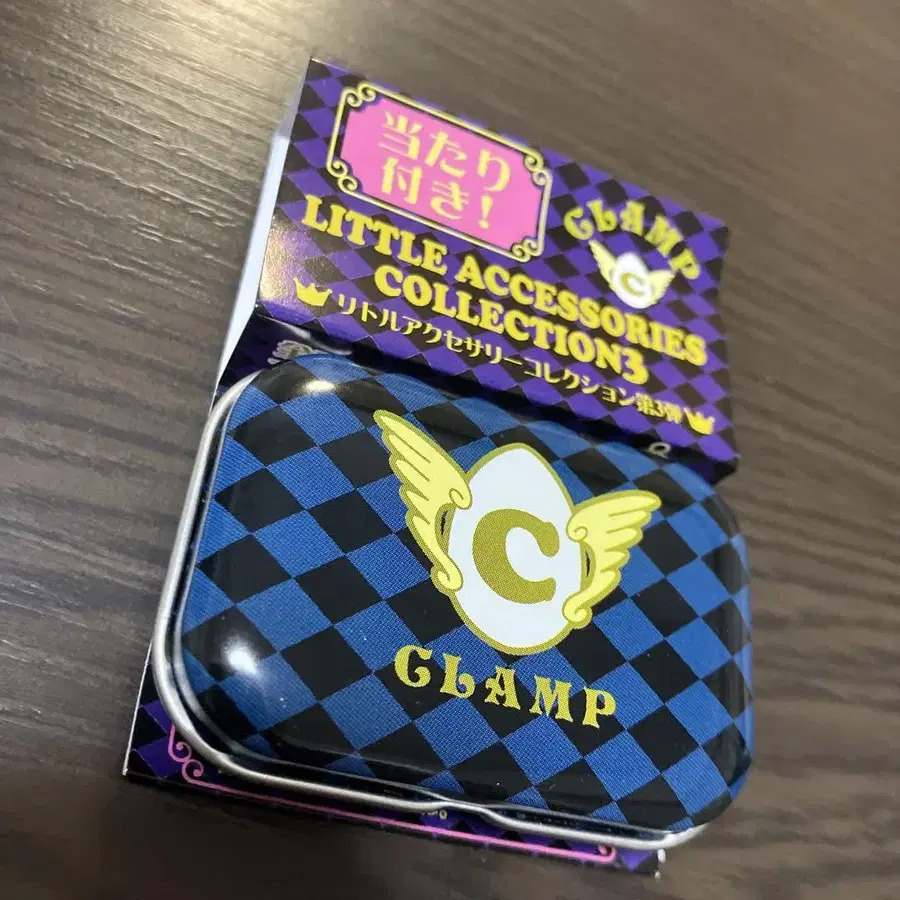 当たり
付き!
CLAMP
C
LITTLE ACCESSORIES
COLLECTION3
リトルアクセサリーコレクション第3弾
C
CLAMP